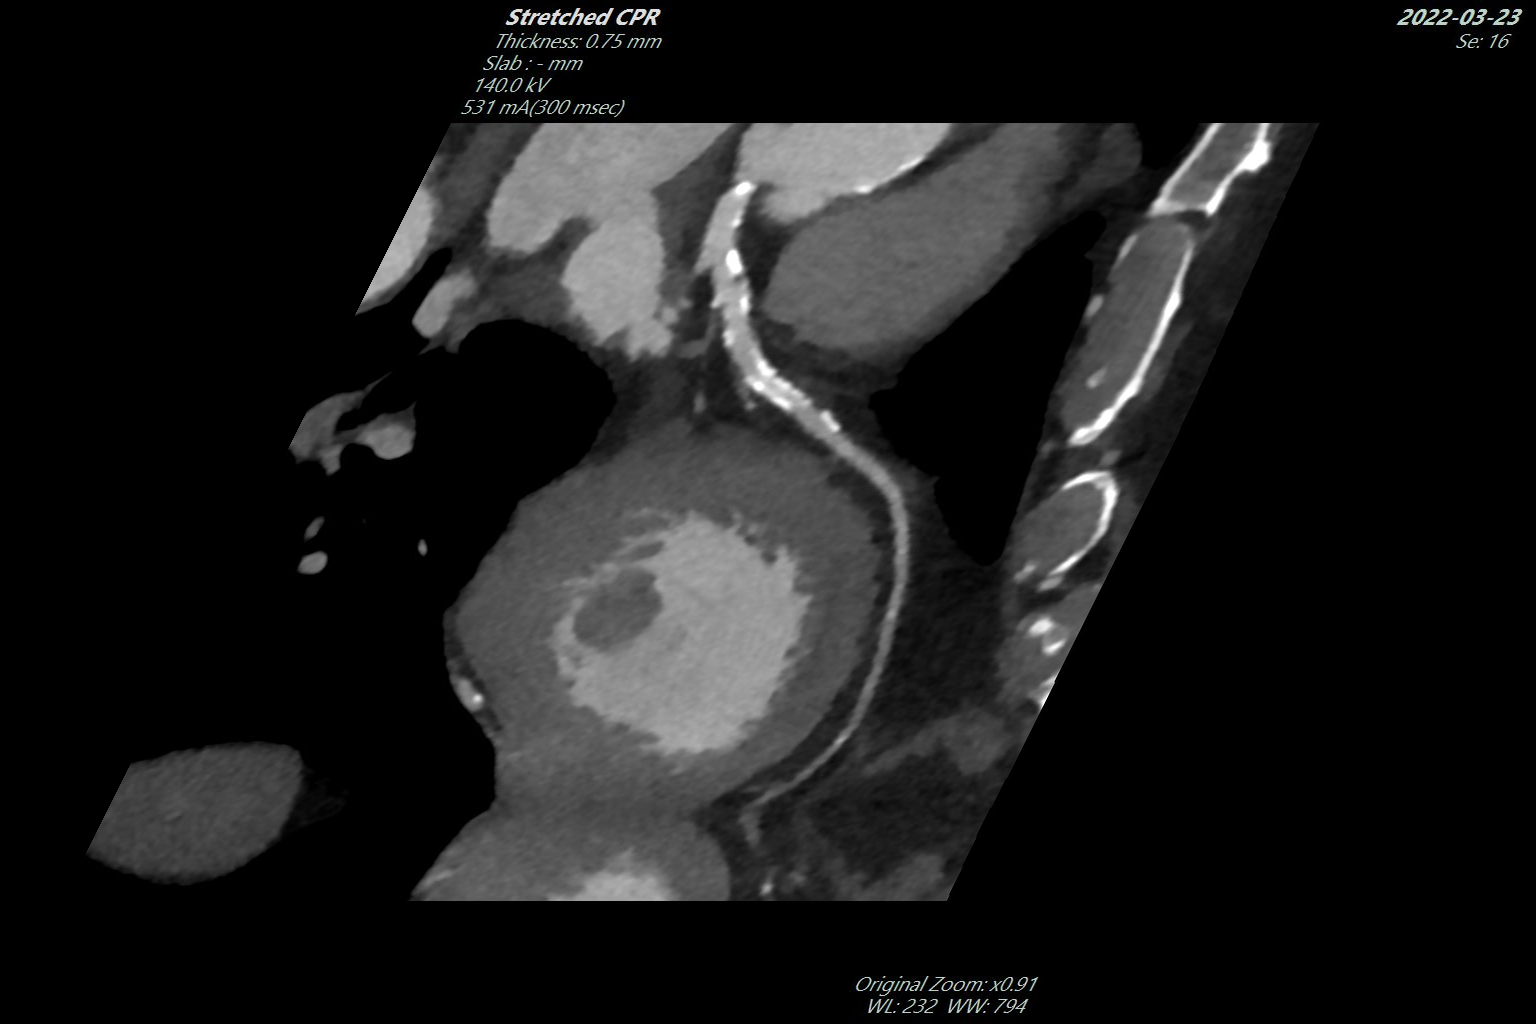 Stretched CPR
Thickness: 0.75 mm
Slab : - mm
140.0 kV
531 mA(300 msec)
2022-03-23
Se: 16
Original Zoom: x0.91
WL: 232 WW: 794